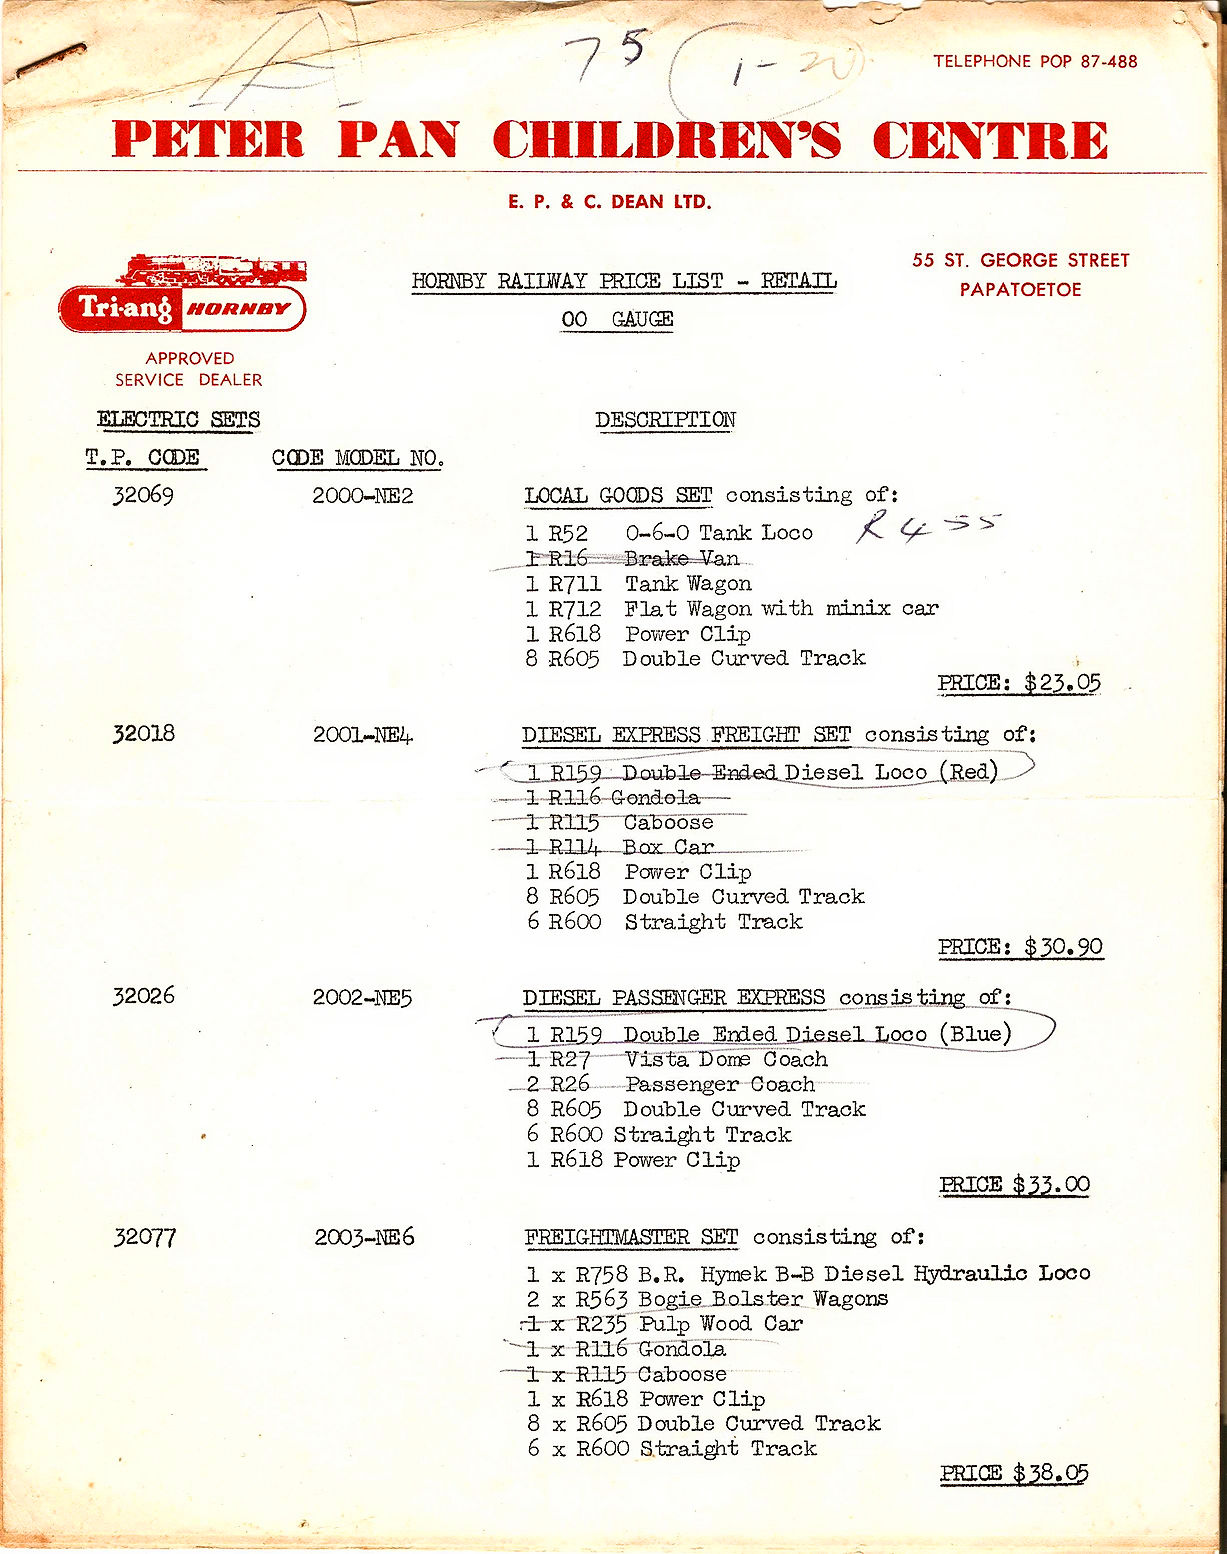 75
1-20
TELEPHONE POP 87-488
PETER PAN CHILDREN'S CENTRE
E. P. & C. DEAN LTD.
55 ST. GEORGE STREET
PAPATOETOE
Tri-ang HORNBY
APPROVED
SERVICE DEALER
HORNBY RAILWAY PRICE LIST - RETAIL
OO GAUGE
ELECTRIC SETS DESCRIPTION
T.P. CODE CODE MODEL NO.
32069 2000-NE2 LOCAL GOODS SET consisting of:
1 R52 0-6-0 Tank Loco R455
1 R16 Brake Van
1 R711 Tank Wagon
1 R712 Flat Wagon with minix car
1 R618 Power Clip
8 R605 Double Curved Track
PRICE: $23.05
32018 2001-NE4 DIESEL EXPRESS FREIGHT SET consisting of:
1 R159 Double Ended Diesel Loco (Red)
1 R116 Gondola
1 R115 Caboose
1 R114 Box Car
1 R618 Power Clip
8 R605 Double Curved Track
6 R600 Straight Track
PRICE: $30.90
32026 2002-NE5 DIESEL PASSENGER EXPRESS consisting of:
1 R159 Double Ended Diesel Loco (Blue)
1 R27 Vista Dome Coach
2 R26 Passenger Coach
8 R605 Double Curved Track
6 R600 Straight Track
1 R618 Power Clip
PRICE $33.00
32077 2003-NE6 FREIGHTMASTER SET consisting of:
1 x R758 B.R. Hymek B-B Diesel Hydraulic Loco
2 x R563 Bogie Bolster Wagons
1 x R235 Pulp Wood Car
1 x R116 Gondola
1 x R115 Caboose
1 x R618 Power Clip
8 x R605 Double Curved Track
6 x R600 Straight Track
PRICE $38.05